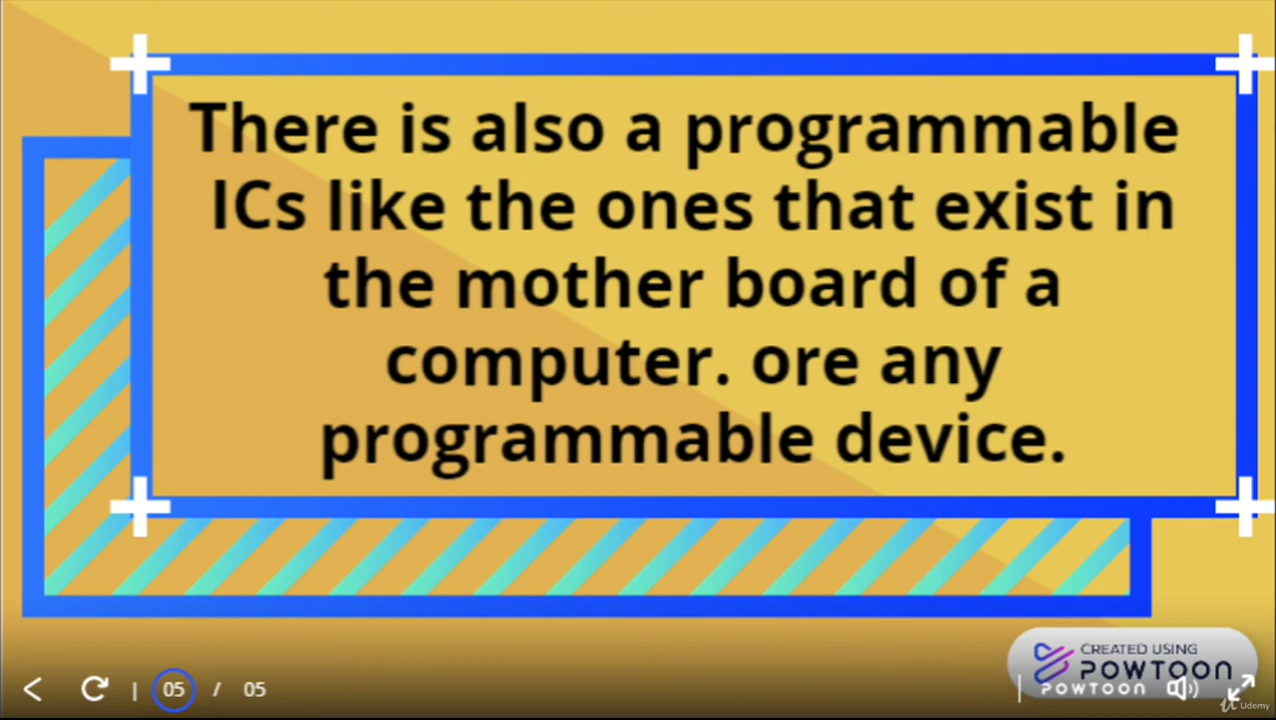 There is also a programmable
ICs like the ones that exist in
the mother board of a
computer. ore any
programmable device.
CREATED USING
POWTOON
POWTOON
05 / 05
Udemy